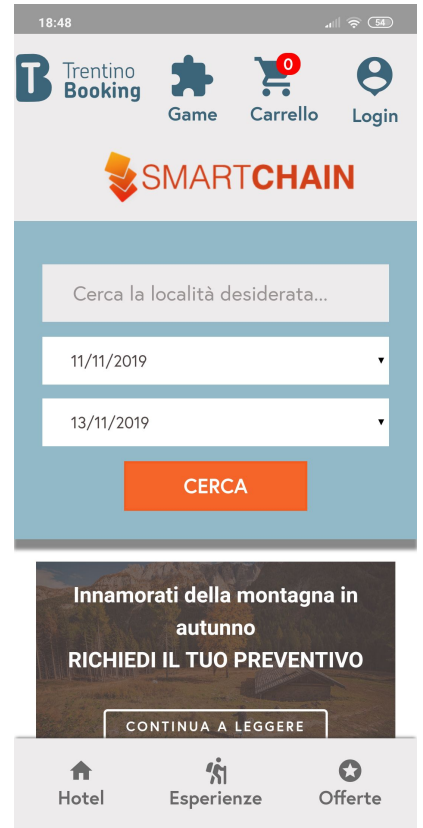 18:48
54
Trentino
Booking
Game
0
Carrello
Login
SMARTCHAIN
Cerca la località desiderata...
11/11/2019
13/11/2019
CERCA
Innamorati della montagna in
autunno
RICHIEDI IL TUO PREVENTIVO
CONTINUA A LEGGERE
Hotel
Esperienze
Offerte